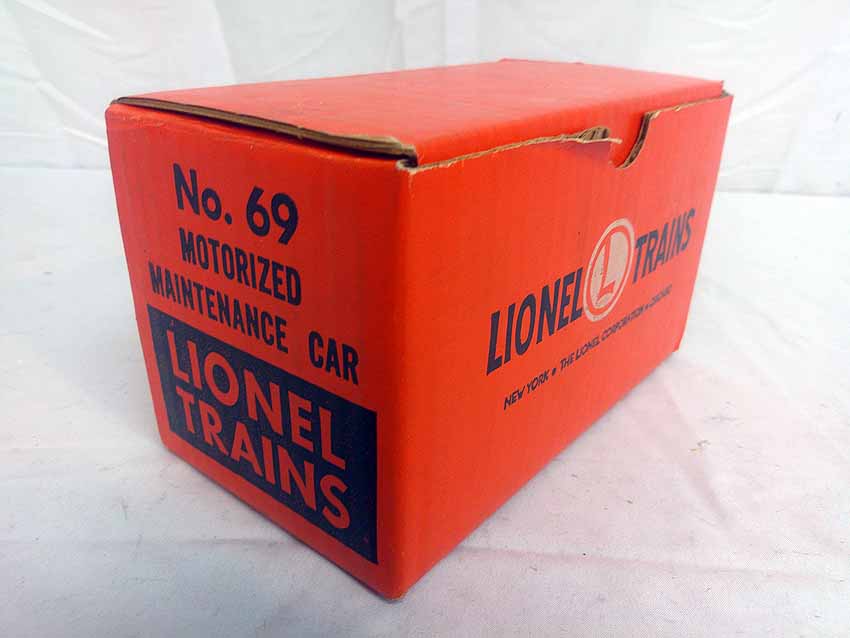 No. 69
MOTORIZED
MAINTENANCE CAR
LIONEL
TRAINS
LIONEL L TRAINS
NEW YORK • THE LIONEL CORPORATION • CHICAGO